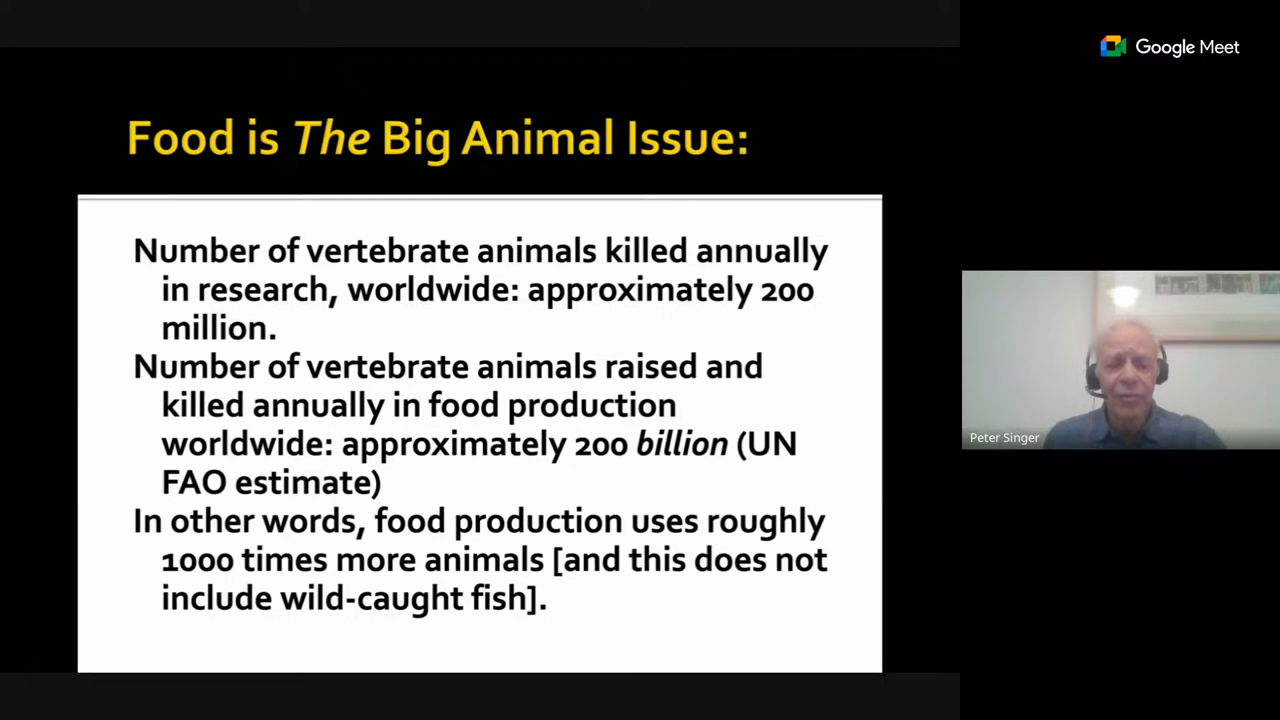 Google Meet
Food is The Big Animal Issue:
Number of vertebrate animals killed annually
in research, worldwide: approximately 200
million.
Number of vertebrate animals raised and
killed annually in food production
worldwide: approximately 200 billion (UN
FAO estimate)
In other words, food production uses roughly
1000 times more animals [and this does not
include wild-caught fish].
Peter Singer